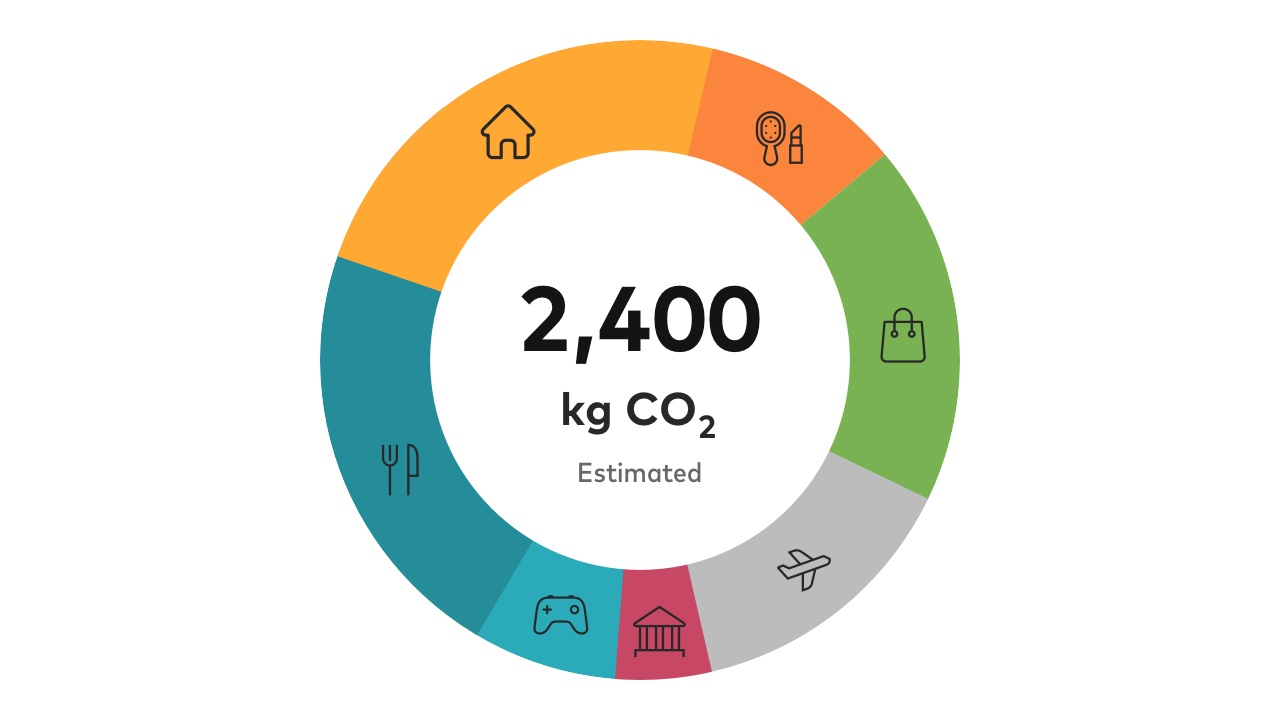 2,400
kg CO₂
Estimated